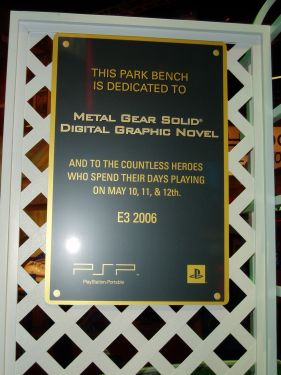 THIS PARK BENCH
IS DEDICATED TO
METAL GEAR SOLID®
DIGITAL GRAPHIC NOVEL
AND TO THE COUNTLESS HEROES
WHO SPEND THEIR DAYS PLAYING
ON MAY 10, 11, & 12th.
E3 2006
PSP
PlayStation Portable